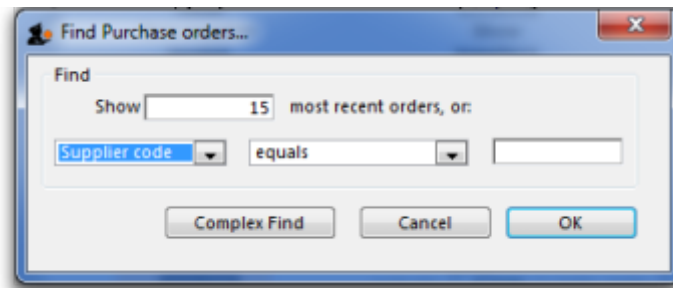 Find Purchase orders...
Find
Show 15 most recent orders, or:
Supplier code equals
Complex Find Cancel OK